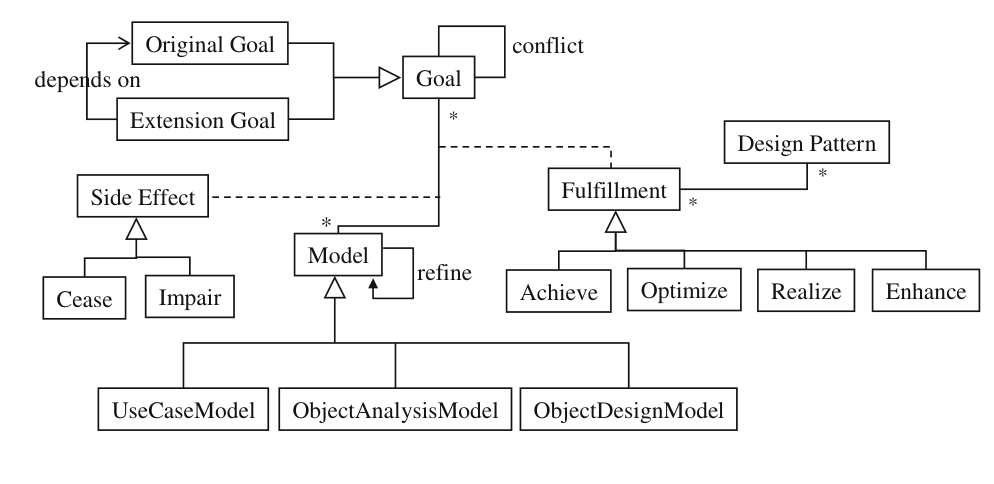 Original Goal
conflict
Goal
depends on
Extension Goal
*
Design Pattern
*
Side Effect
Fulfillment
*
*
Model
refine
Cease
Impair
Achieve
Optimize
Realize
Enhance
UseCaseModel
ObjectAnalysisModel
ObjectDesignModel